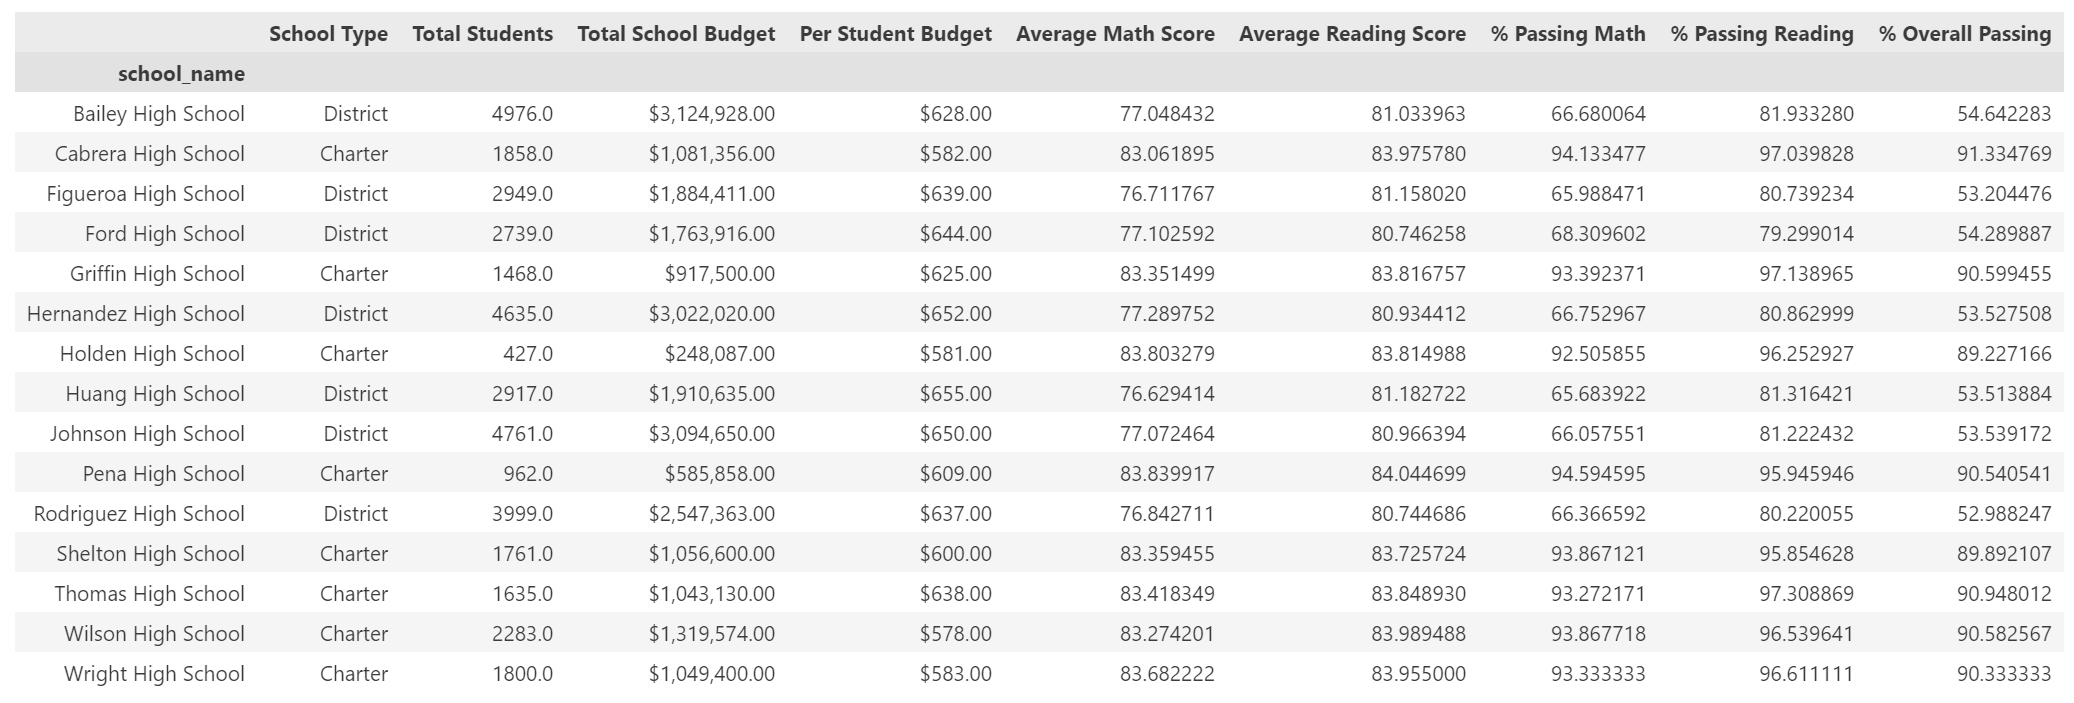 School Type Total Students Total School Budget Per Student Budget Average Math Score Average Reading Score % Passing Math % Passing Reading % Overall Passing
school_name
Bailey High School District 4976.0 $3,124,928.00 $628.00 77.048432 81.033963 66.680064 81.933280 54.642283
Cabrera High School Charter 1858.0 $1,081,356.00 $582.00 83.061895 83.975780 94.133477 97.039828 91.334769
Figueroa High School District 2949.0 $1,884,411.00 $639.00 76.711767 81.158020 65.988471 80.739234 53.204476
Ford High School District 2739.0 $1,763,916.00 $644.00 77.102592 80.746258 68.309602 79.299014 54.289887
Griffin High School Charter 1468.0 $917,500.00 $625.00 83.351499 83.816757 93.392371 97.138965 90.599455
Hernandez High School District 4635.0 $3,022,020.00 $652.00 77.289752 80.934412 66.752967 80.862999 53.527508
Holden High School Charter 427.0 $248,087.00 $581.00 83.803279 83.814988 92.505855 96.252927 89.227166
Huang High School District 2917.0 $1,910,635.00 $655.00 76.629414 81.182722 65.683922 81.316421 53.513884
Johnson High School District 4761.0 $3,094,650.00 $650.00 77.072464 80.966394 66.057551 81.222432 53.539172
Pena High School Charter 962.0 $585,858.00 $609.00 83.839917 84.044699 94.594595 95.945946 90.540541
Rodriguez High School District 3999.0 $2,547,363.00 $637.00 76.842711 80.744686 66.366592 80.220055 52.988247
Shelton High School Charter 1761.0 $1,056,600.00 $600.00 83.359455 83.725724 93.867121 95.854628 89.892107
Thomas High School Charter 1635.0 $1,043,130.00 $638.00 83.418349 83.848930 93.272171 97.308869 90.948012
Wilson High School Charter 2283.0 $1,319,574.00 $578.00 83.274201 83.989488 93.867718 96.539641 90.582567
Wright High School Charter 1800.0 $1,049,400.00 $583.00 83.682222 83.955000 93.333333 96.611111 90.333333